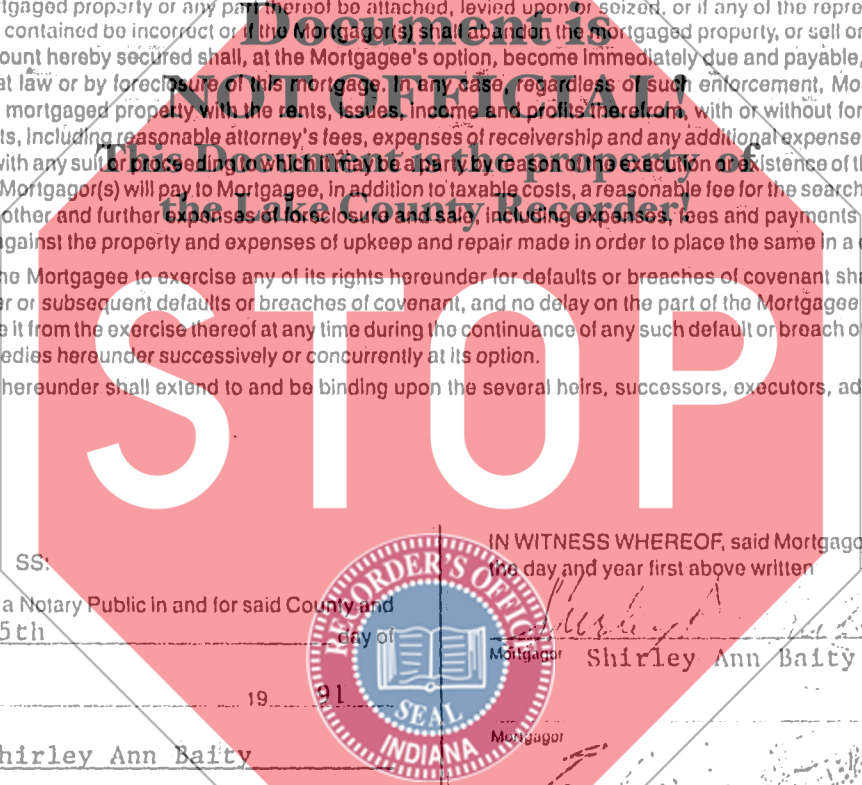 tgaged property or any part thereof be attached, levied upon or seized, or if any of the repre
contained be incorrect or if the Mortgagor(s) shall abandon the mortgaged property, or sell or
Document is
ount hereby secured shall, at the Mortgagee's option, become immediately due and payable,
at law or by foreclosure of this mortgage. In any case, regardless of such enforcement, Mo
NOT OFFICIAL!
mortgaged property with the rents, issues, income and profits therefrom, with or without for
ts, including reasonable attorney's fees, expenses of receivership and any additional expense
This Document is the property of
with any suit or proceeding to which it may be a party by reason of the execution or existence of t
Mortgagor(s) will pay to Mortgagee, in addition to taxable costs, a reasonable fee for the search
the Lake County Recorder!
other and further expenses of foreclosure and sale, including expenses, fees and payments
against the property and expenses of upkeep and repair made in order to place the same in a
he Mortgagee to exercise any of its rights hereunder for defaults or breaches of covenant sha
r or subsequent defaults or breaches of covenant, and no delay on the part of the Mortgagee
e it from the exercise thereof at any time during the continuance of any such default or breach o
edies hereunder successively or concurrently at its option.
hereunder shall extend to and be binding upon the several heirs, successors, executors, ad
STOP
IN WITNESS WHEREOF, said Mortgago
SS:
the day and year first above written
a Notary Public in and for said County and
5th day of
Mortgagor Shirley Ann Baity
19 91
RECORDER'S OFFICE
SEAL
INDIANA
Mortgagor
hirley Ann Baity